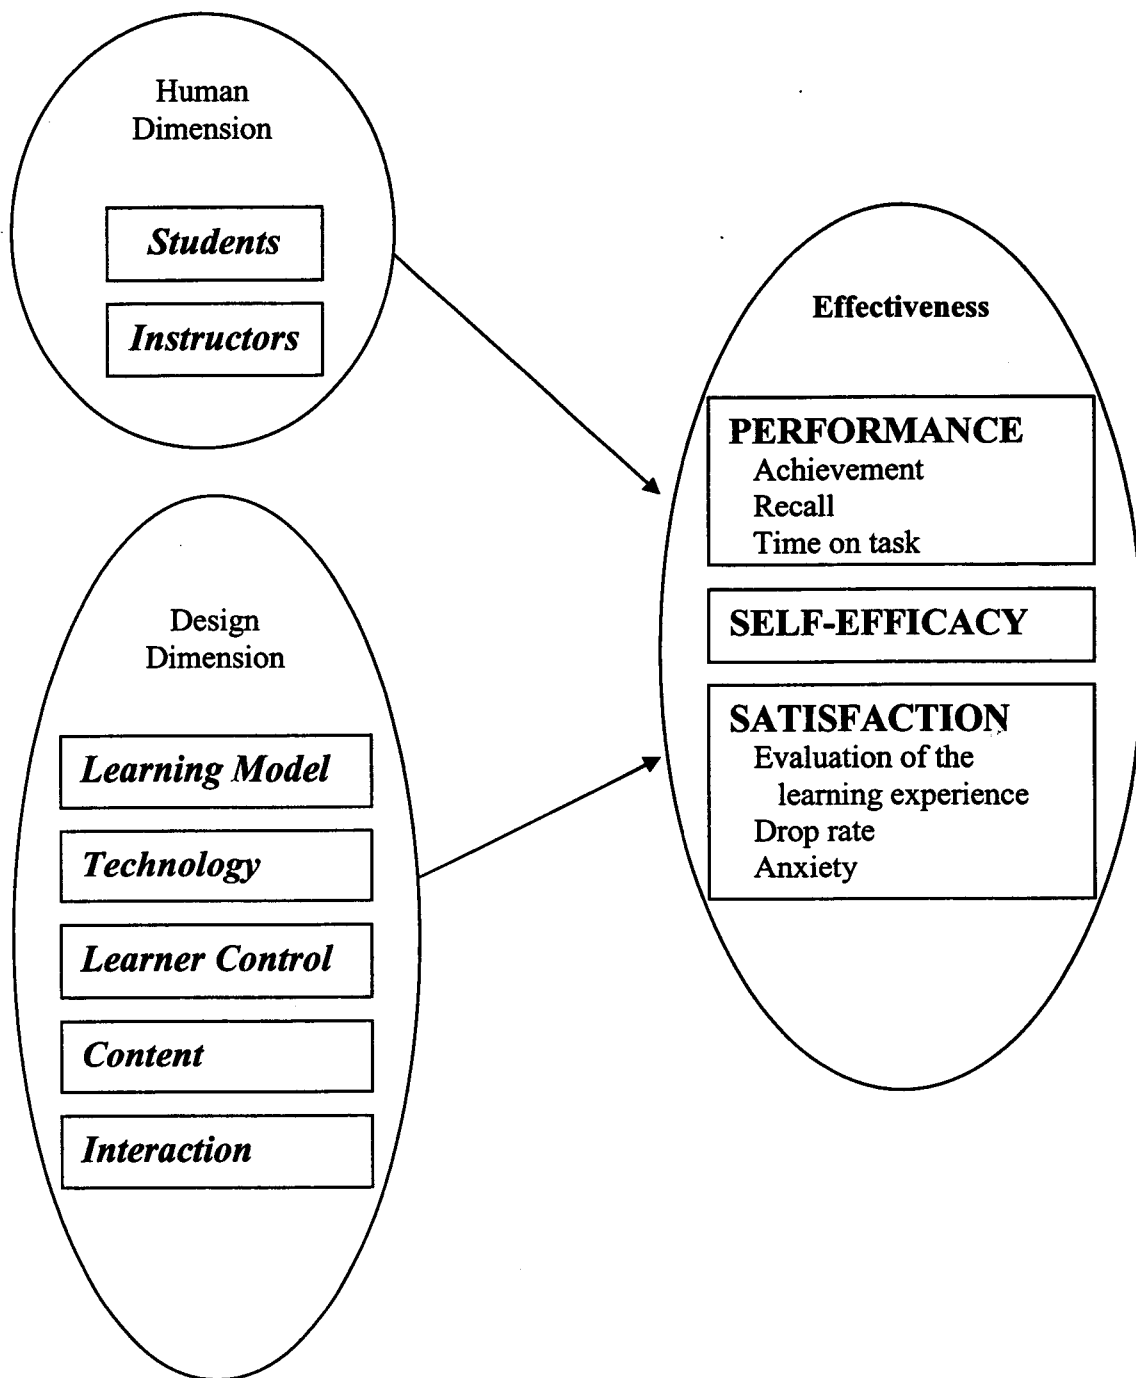 Human
Dimension
Students
Instructors
Design
Dimension
Learning Model
Technology
Learner Control
Content
Interaction
Effectiveness
PERFORMANCE
Achievement
Recall
Time on task
SELF-EFFICACY
SATISFACTION
Evaluation of the
learning experience
Drop rate
Anxiety